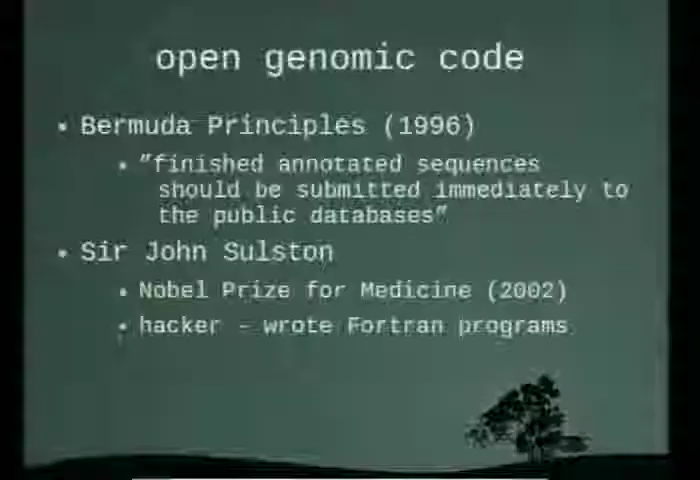 open genomic code
• Bermuda Principles (1996)
• "finished annotated sequences
should be submitted immediately to
the public databases"
• Sir John Sulston
• Nobel Prize for Medicine (2002)
• hacker - wrote Fortran programs